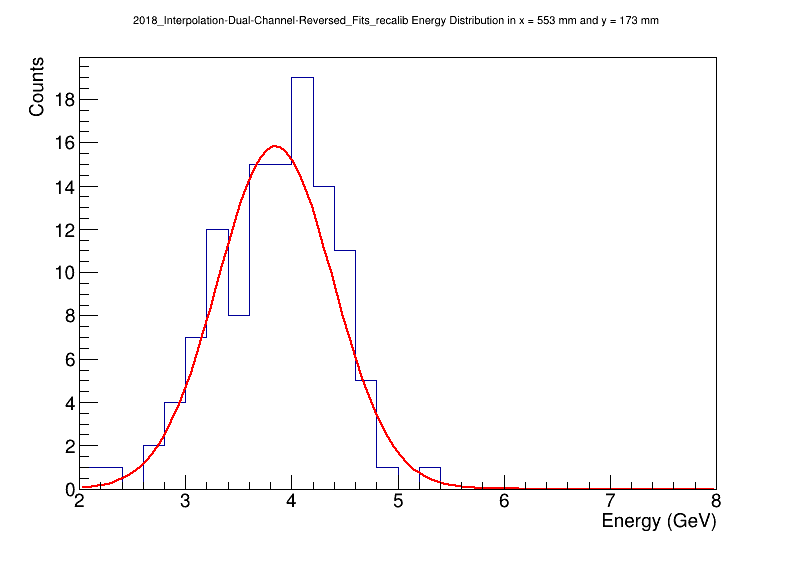 2018_Interpolation-Dual-Channel-Reversed_Fits_recalib Energy Distribution in x = 553 mm and y = 173 mm
Counts
18
16
14
12
10
8
6
4
2
0
2 3 4 5 6 7 8
Energy (GeV)